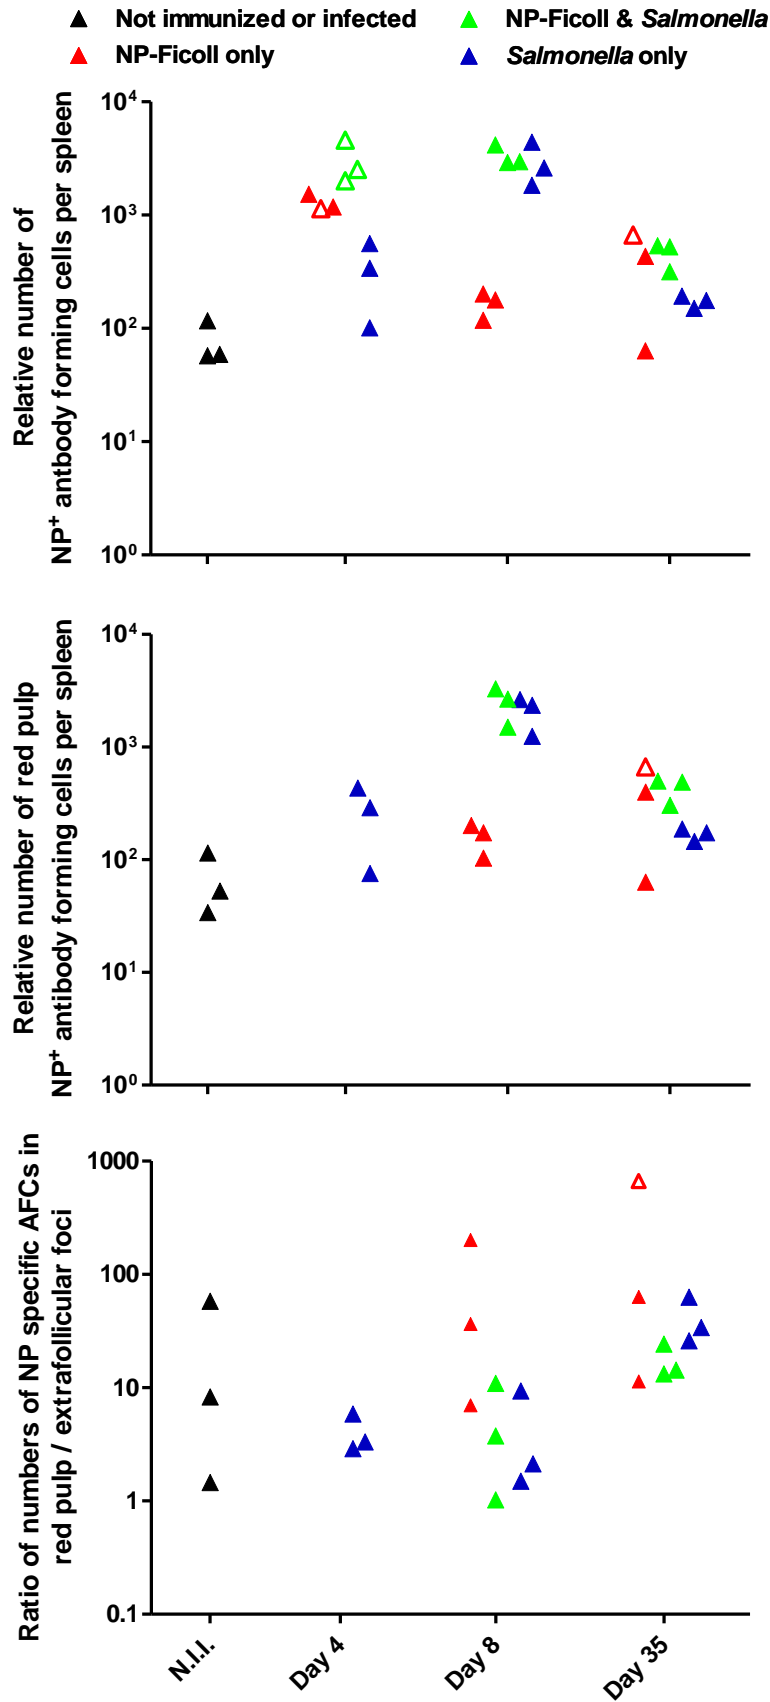 Not immunized or infected
NP-Ficoll & Salmonella
NP-Ficoll only
Salmonella only
Relative number of
NP+ antbody forming cells per spleen
10^4
10^3
10^2
10^1
10^0
Relative number of red pulp
NP+ antibody forming cells per spleen
10^4
10^3
10^2
10^1
10^0
Ratio of numbers of NP specific AFCs in
red pulp / extrafollicular foci
1000
100
10
1
0.1
N.I.I.
Day 4
Day 8
Day 35